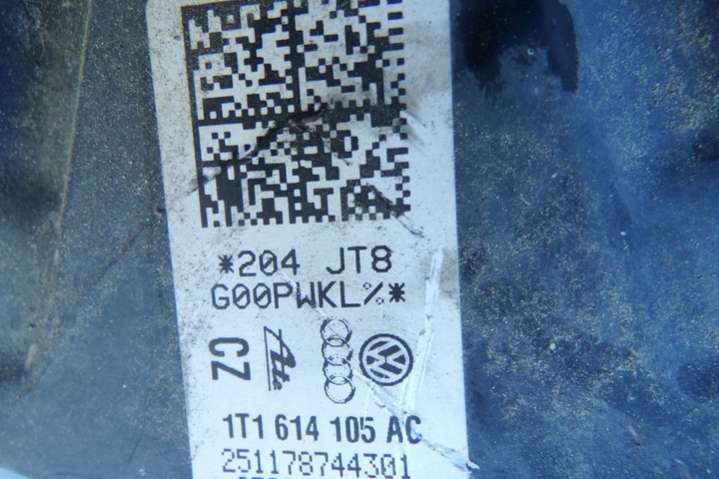 *204 JT8
G00PWKL%*
CZ
1T1 614 105 AC
251178744301